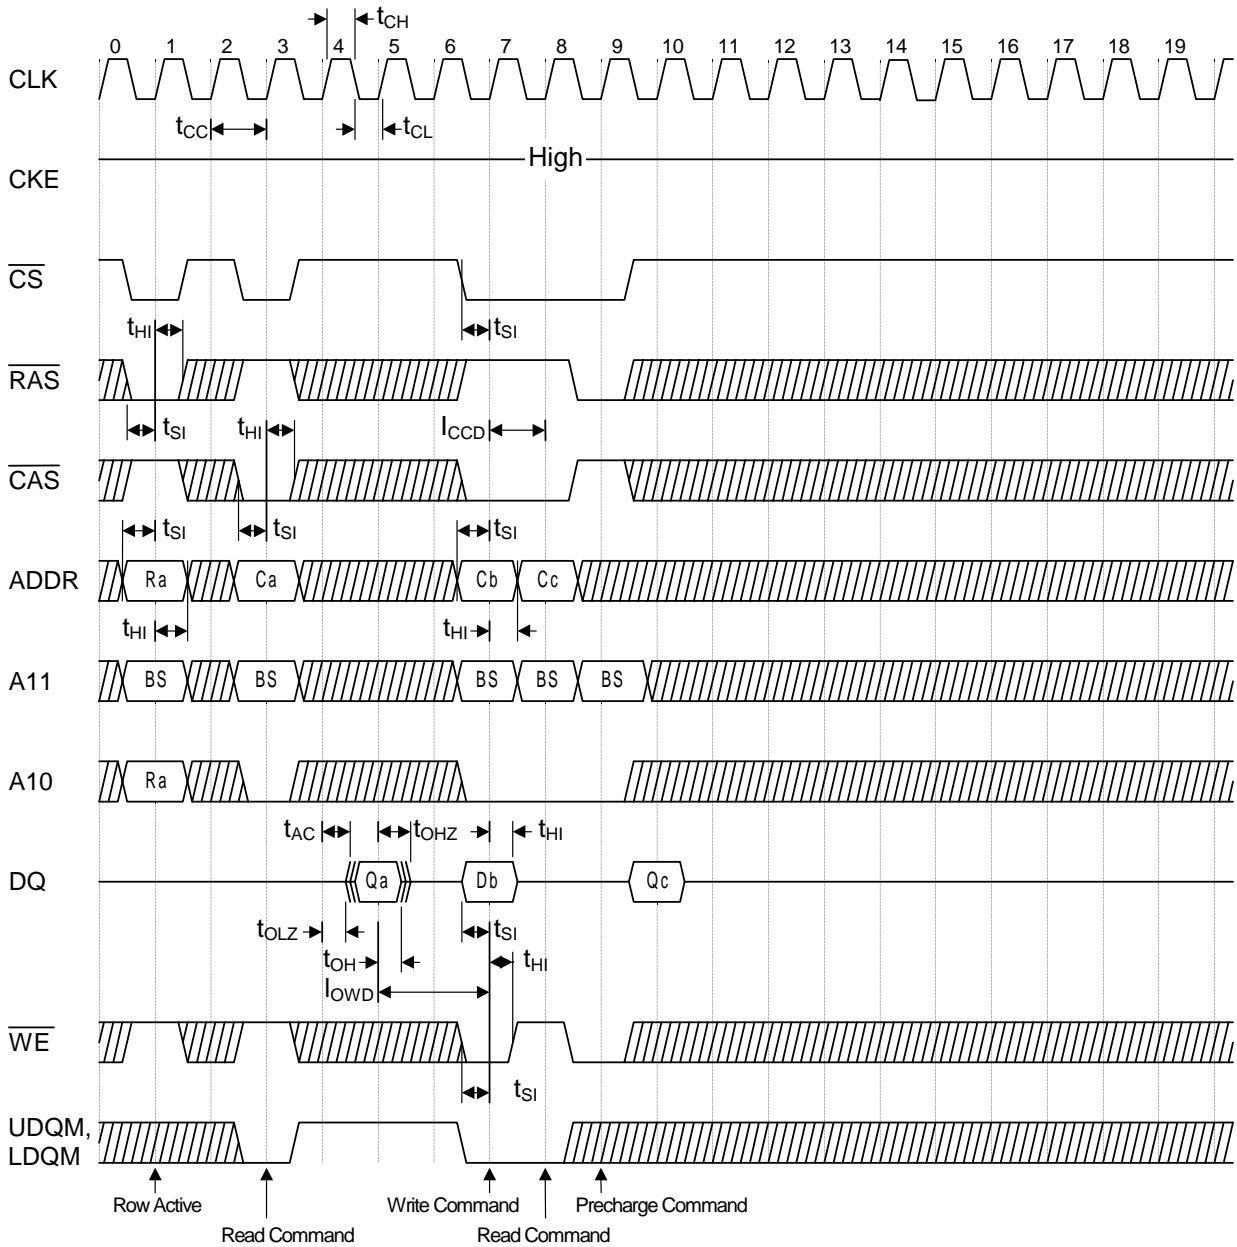 tCH
0 1 2 3 4 5 6 7 8 9 10 11 12 13 14 15 16 17 18 19
CLK
tCC tCL
High
CKE
CS
tHI tSI
RAS
tSI tHI lCCD
CAS
tSI tSI tSI
ADDR Ra Ca Cb Cc
tHI tHI
A11 BS BS BS BS BS
A10 Ra
tAC tOHZ tHI
DQ Qa Db Qc
tOLZ tSI
tOH tHI
lOWD
WE
tSI
UDQM,
LDQM
Row Active Write Command Precharge Command
Read Command Read Command